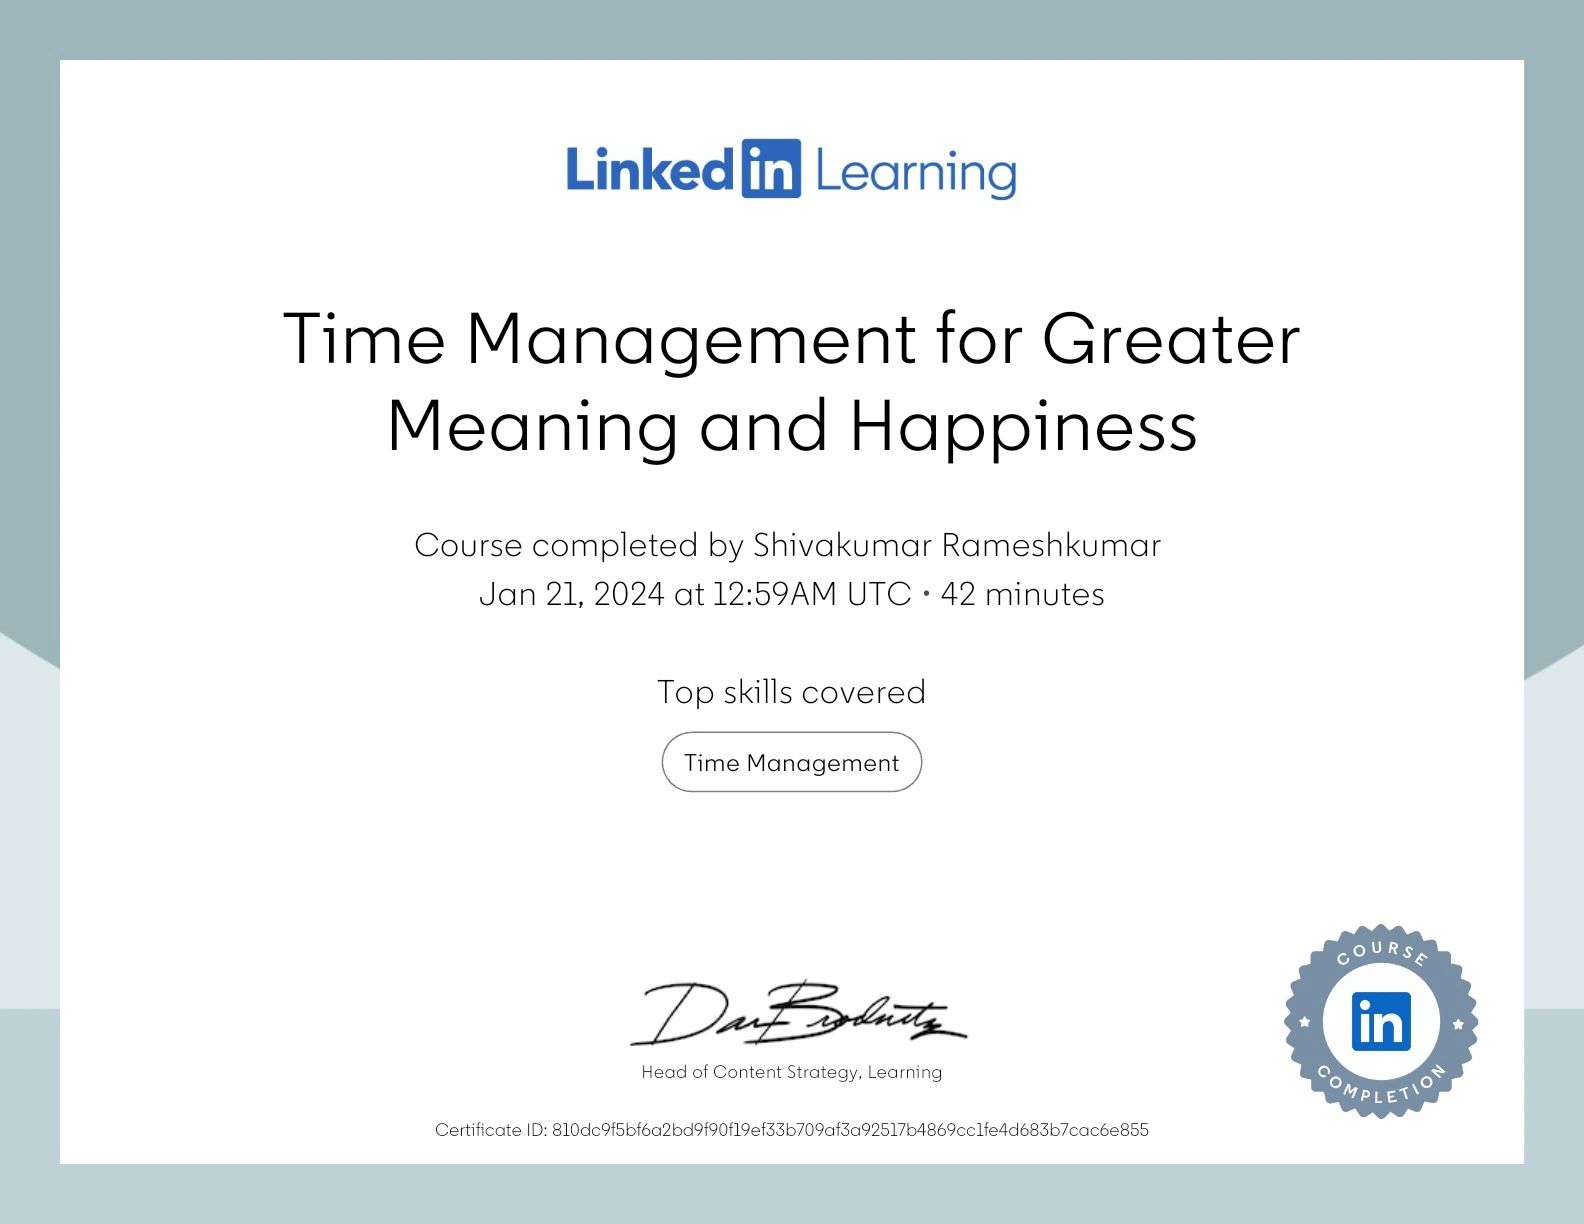 Linkedin Learning
Time Management for Greater
Meaning and Happiness
Course completed by Shivakumar Rameshkumar
Jan 21, 2024 at 12:59AM UTC • 42 minutes
Top skills covered
Time Management
Dan Brodnitz
Head of Content Strategy, Learning
Certificate ID: 810dc9f5bf6a2bd9f90f19ef33b709af3a92517b4869cc1fe4d683b7cac6e855
COURSE
in
COMPLETION